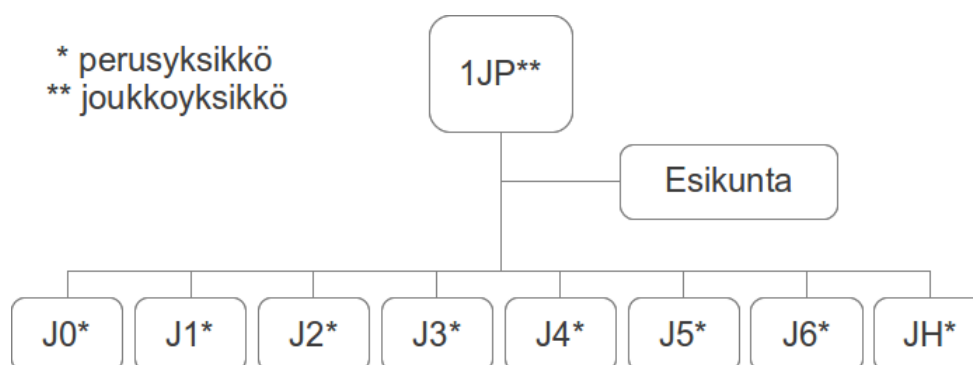 * perusyksikkö
** joukkoyksikkö
1JP**
Esikunta
J0* J1* J2* J3* J4* J5* J6* JH*